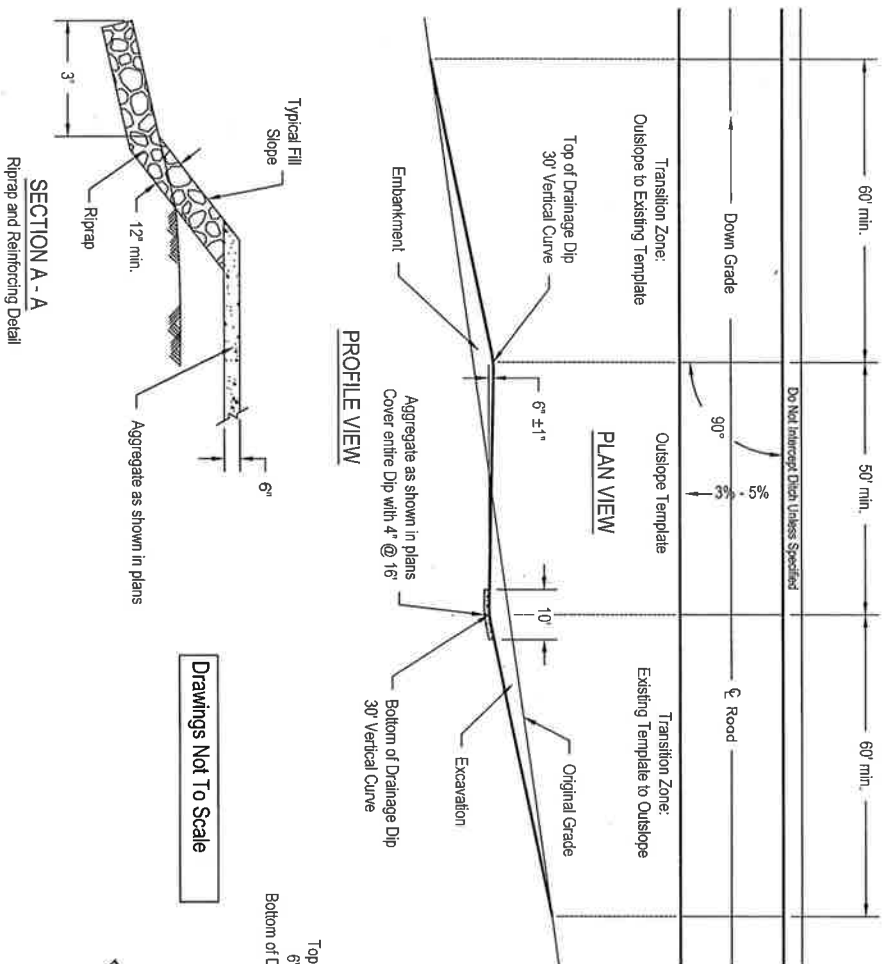 60' min.
50' min.
60' min.
Do Not Intercept Ditch Unless Specified
Down Grade
90°
3% - 5%
℄ Road
Transition Zone:
Outslope to Existing Template
Outslope Template
Transition Zone:
Existing Template to Outslope
PLAN VIEW
Top of Drainage Dip
30' Vertical Curve
6" ±1"
10'
Original Grade
Embankment
Excavation
Aggregate as shown in plans
Cover entire Dip with 4" @ 16'
Bottom of Drainage Dip
30' Vertical Curve
PROFILE VIEW
Typical Fill
Slope
3'
12" min.
Riprap
6"
Aggregate as shown in plans
SECTION A - A
Riprap and Reinforcing Detail
Drawings Not To Scale
Top
6"
Bottom of D